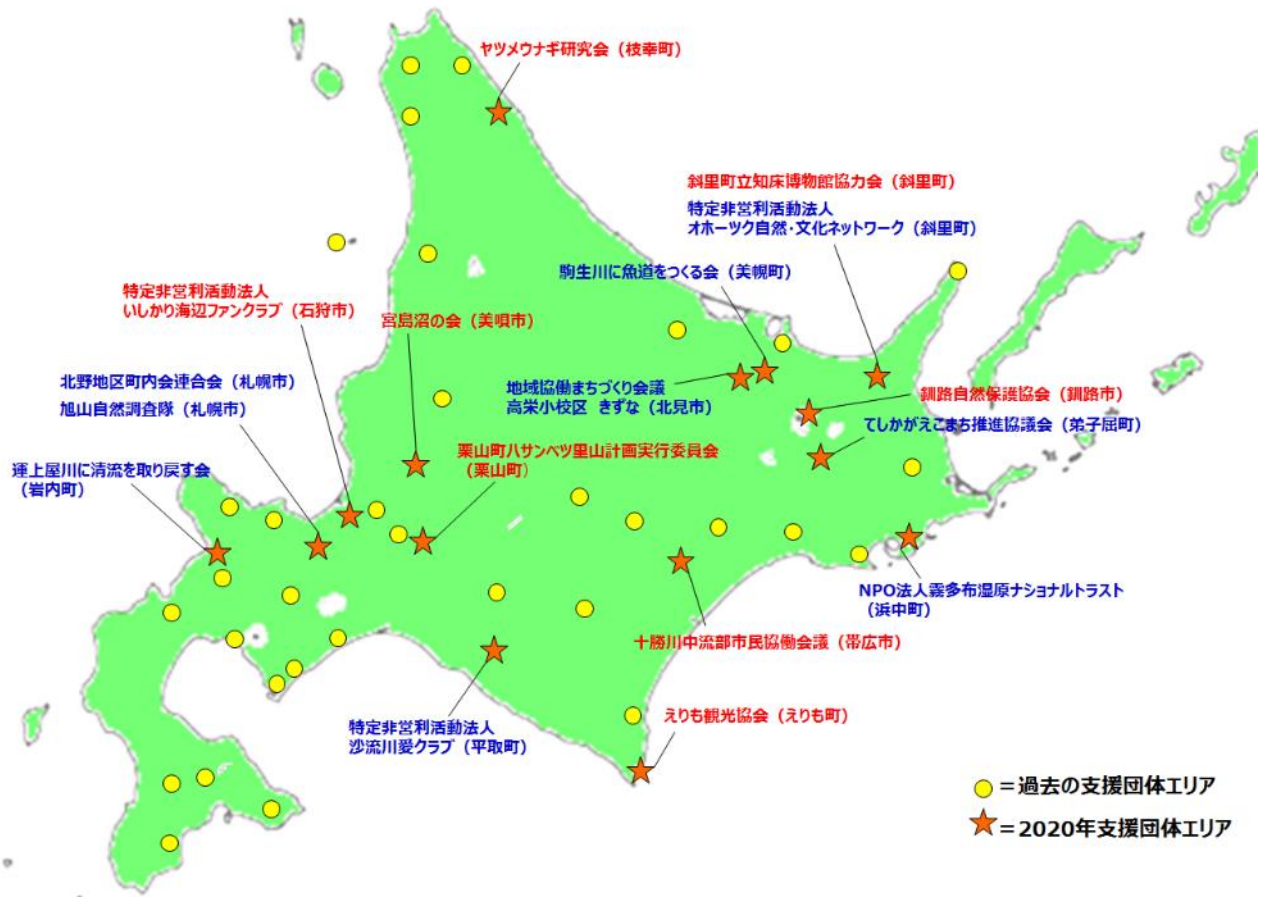 ヤツメウナギ研究会（枝幸町）
斜里町立知床博物館協力会（斜里町）
特定非営利活動法人
オホーツク自然・文化ネットワーク（斜里町）
駒生川に魚道をつくる会（美幌町）
特定非営利活動法人
いしかり海辺ファンクラブ（石狩市）
宮島沼の会（美唄市）
北野地区町内会連合会（札幌市）
旭山自然調査隊（札幌市）
地域協働まちづくり会議
高栄小校区 きずな（北見市）
釧路自然保護協会（釧路市）
てしかがえこまち推進協議会（弟子屈町）
運上屋川に清流を取り戻す会
（岩内町）
栗山町ハサンベツ里山計画実行委員会
（栗山町）
NPO法人霧多布湿原ナショナルトラスト
（浜中町）
十勝川中流部市民協働会議（帯広市）
特定非営利活動法人
沙流川愛クラブ（平取町）
えりも観光協会（えりも町）
＝過去の支援団体エリア
＝2020年支援団体エリア